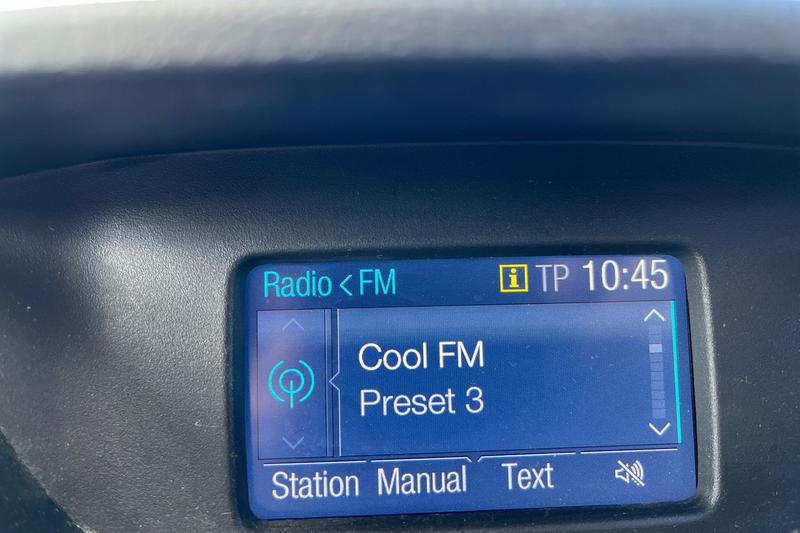 Radio < FM i TP 10:45
Cool FM
Preset 3
Station Manual Text